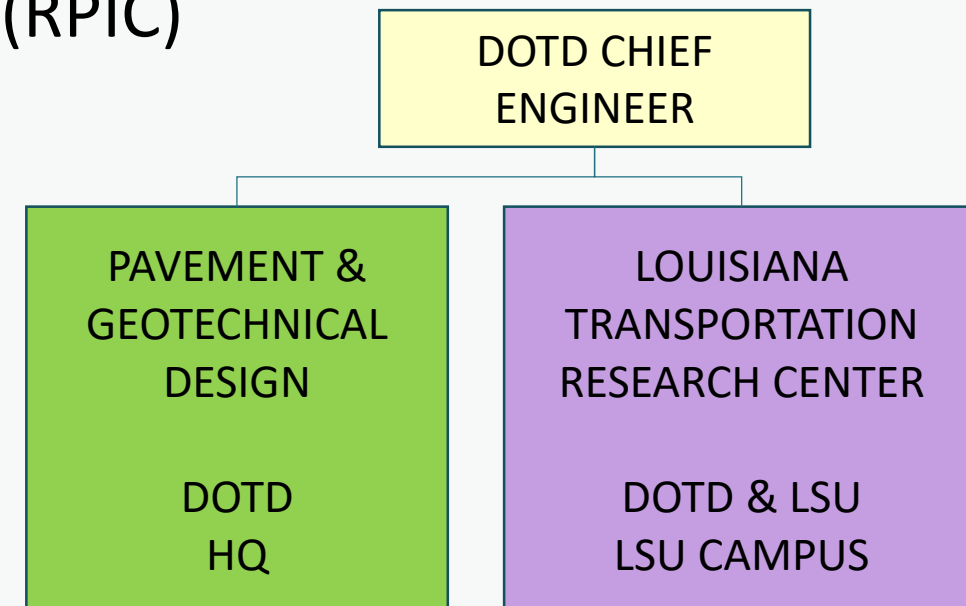 (RPIC)
DOTD CHIEF
ENGINEER
PAVEMENT &
GEOTECHNICAL
DESIGN
DOTD
HQ
LOUISIANA
TRANSPORTATION
RESEARCH CENTER
DOTD & LSU
LSU CAMPUS